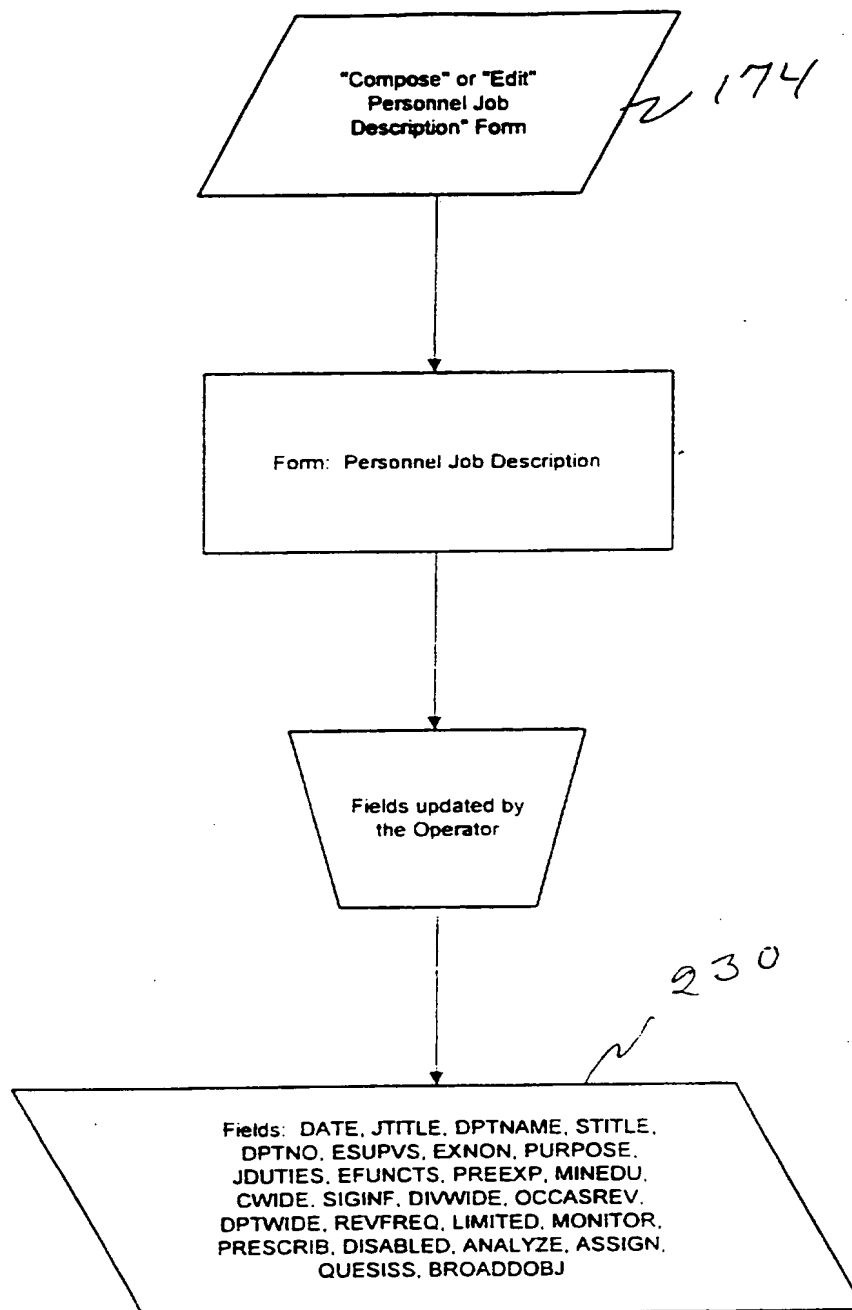 "Compose" or "Edit"
Personnel Job
Description" Form
174
Form: Personnel Job Description
Fields updated by
the Operator
230
Fields: DATE, JTITLE, DPTNAME, STITLE,
DPTNO, ESUPVS, EXNON, PURPOSE,
JDUTIES, EFUNCTS, PREEXP, MINEDU,
CWIDE, SIGINF, DIVWIDE, OCCASREV,
DPTWIDE, REVFREQ, LIMITED, MONITOR,
PRESCRIB, DISABLED, ANALYZE, ASSIGN,
QUESISS, BROADDOBJ